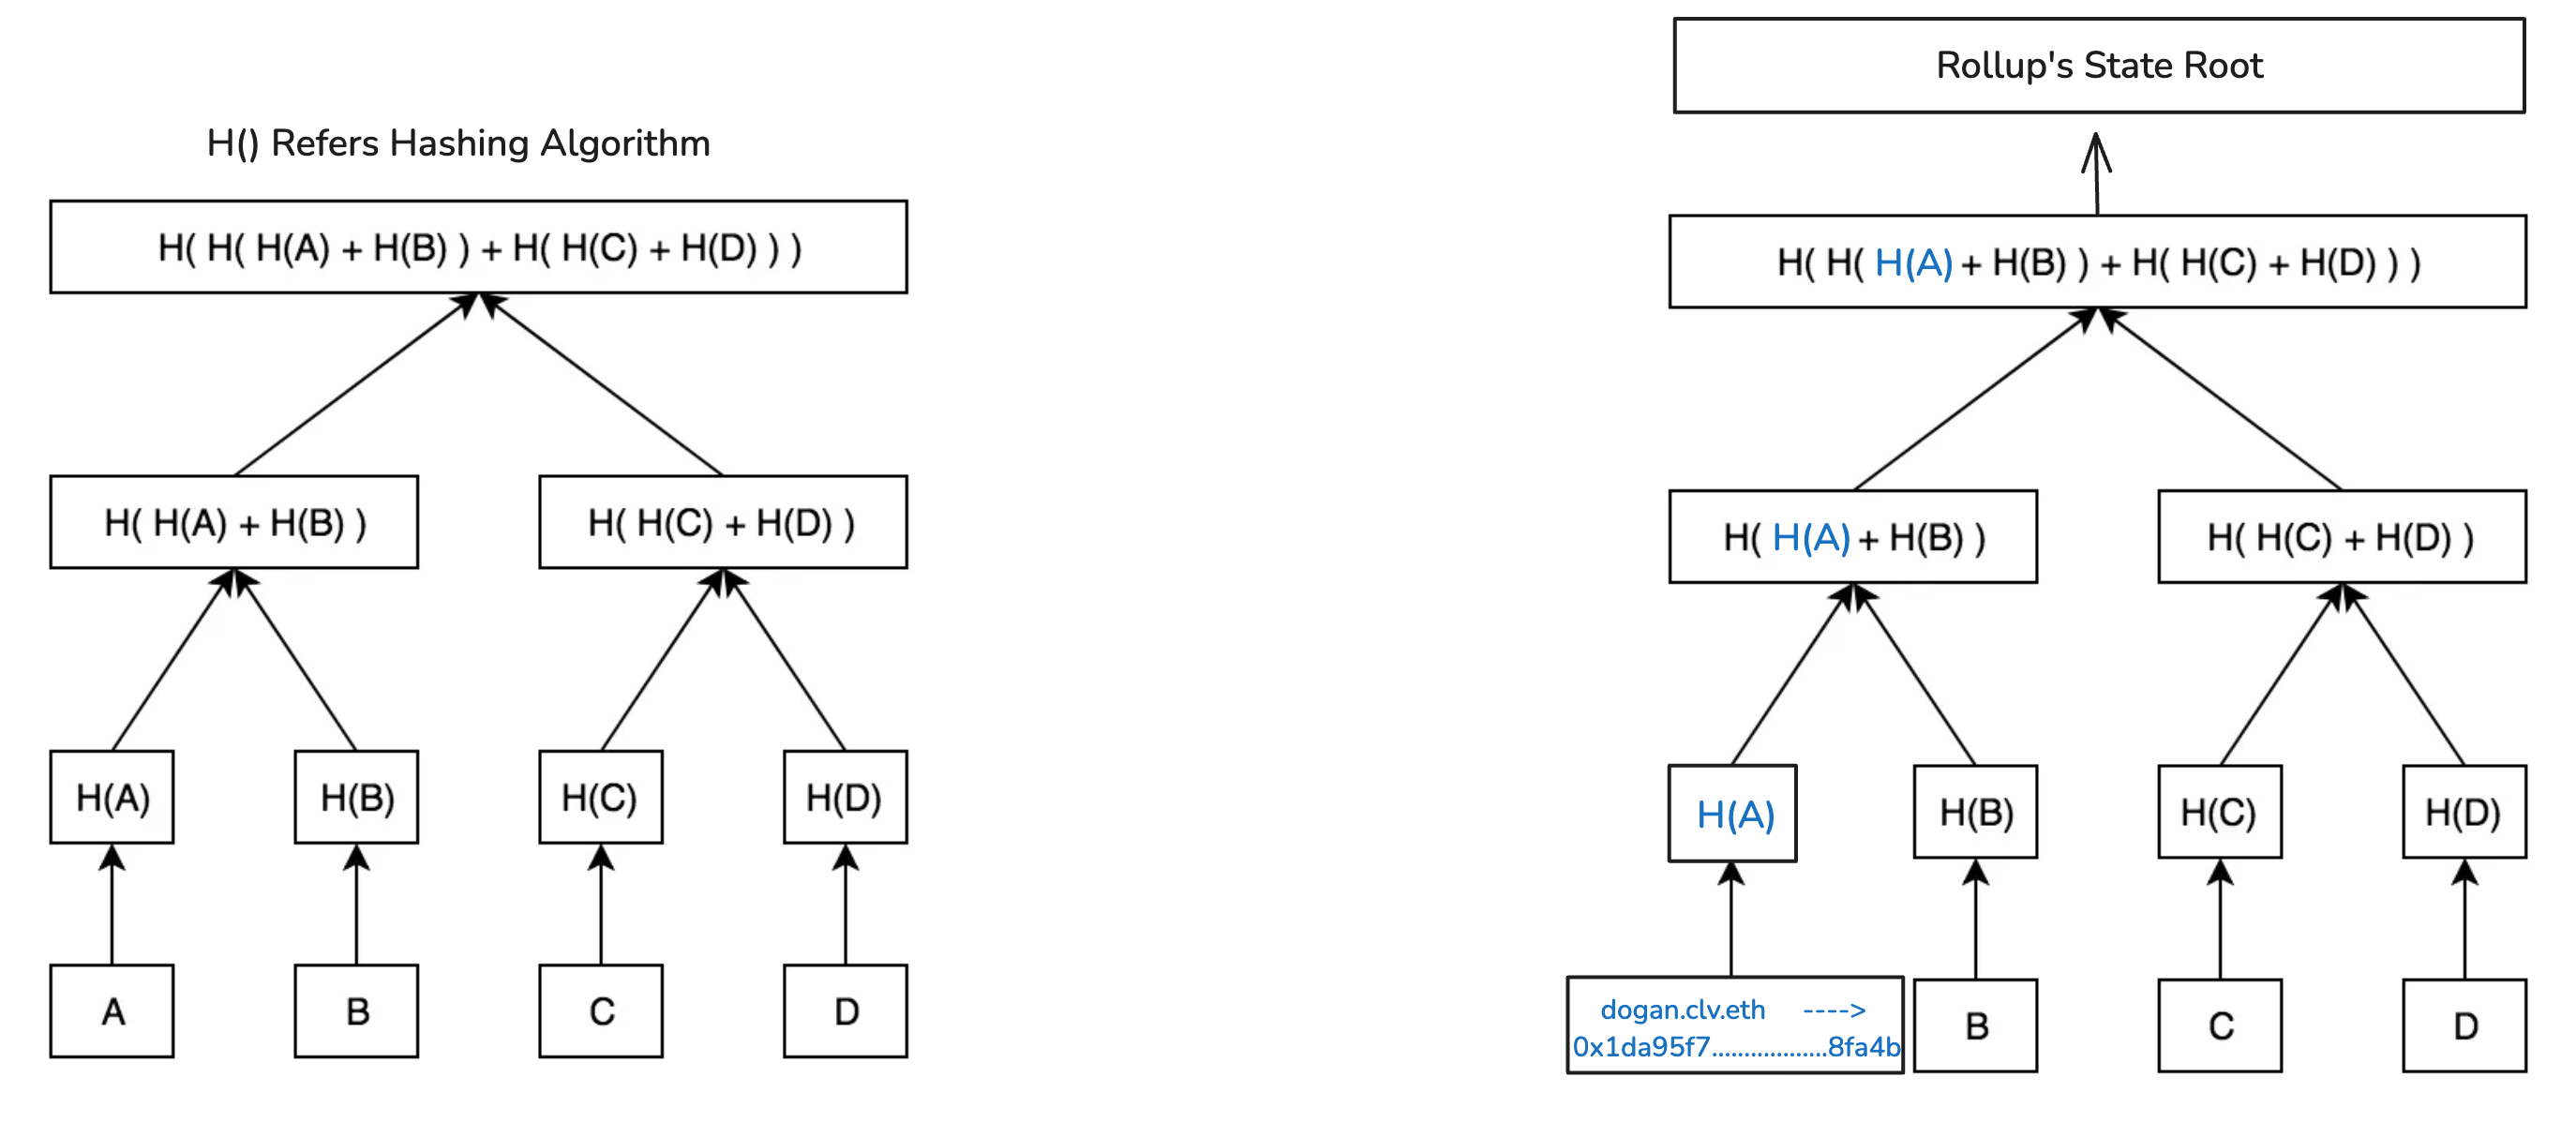 H() Refers Hashing Algorithm
H( H( H(A) + H(B) ) + H( H(C) + H(D) ) )
H( H(A) + H(B) )
H( H(C) + H(D) )
H(A)
H(B)
H(C)
H(D)
A
B
C
D
Rollup's State Root
H( H( H(A) + H(B) ) + H( H(C) + H(D) ) )
H( H(A) + H(B) )
H( H(C) + H(D) )
H(A)
H(B)
H(C)
H(D)
dogan.clv.eth ---->
0x1da95f7..................8fa4b
B
C
D